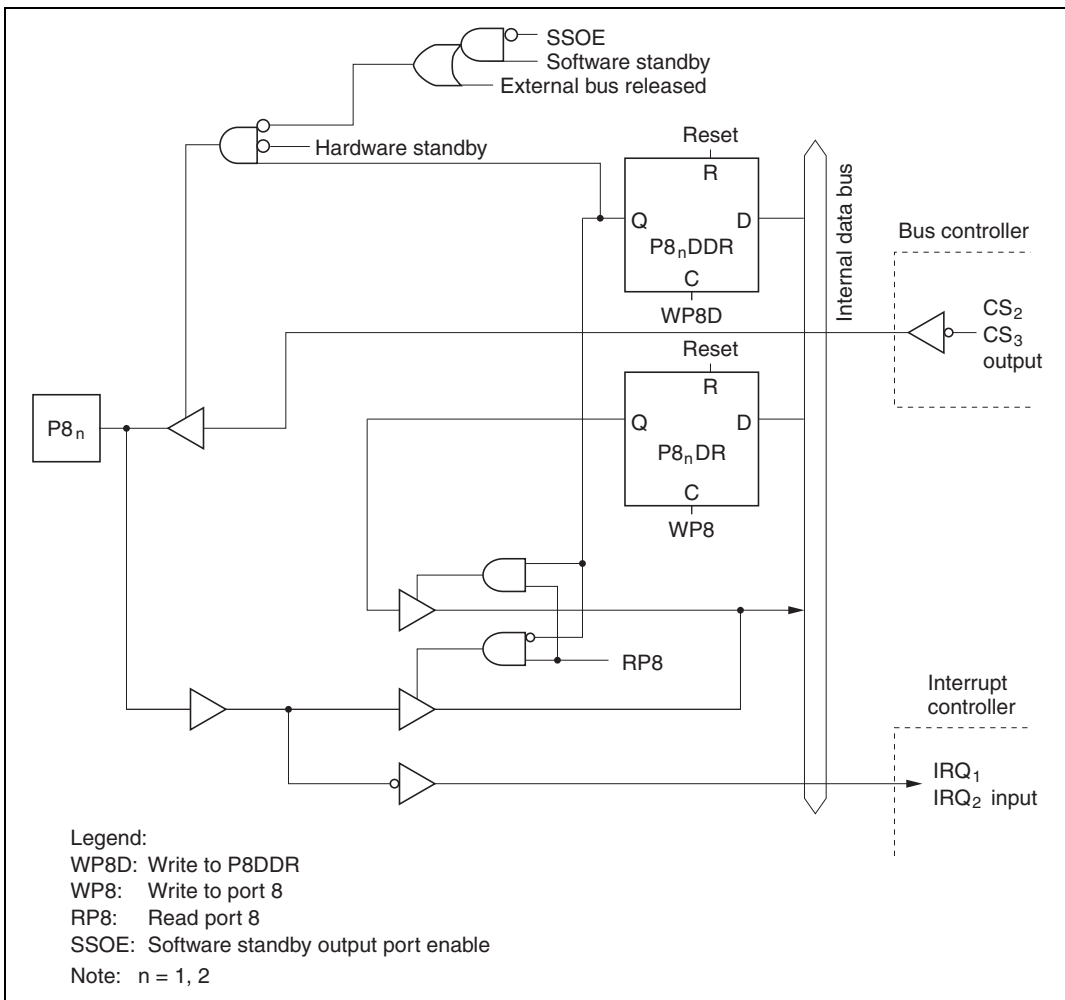 SSOE
Software standby
External bus released
Hardware standby
Reset
R
Q
D
P8nDDR
C
WP8D
Internal data bus
Bus controller
CS2
CS3
output
Reset
R
Q
D
P8nDR
C
WP8
P8n
RP8
Interrupt
controller
IRQ1
IRQ2 input
Legend:
WP8D: Write to P8DDR
WP8: Write to port 8
RP8: Read port 8
SSOE: Software standby output port enable
Note: n = 1, 2